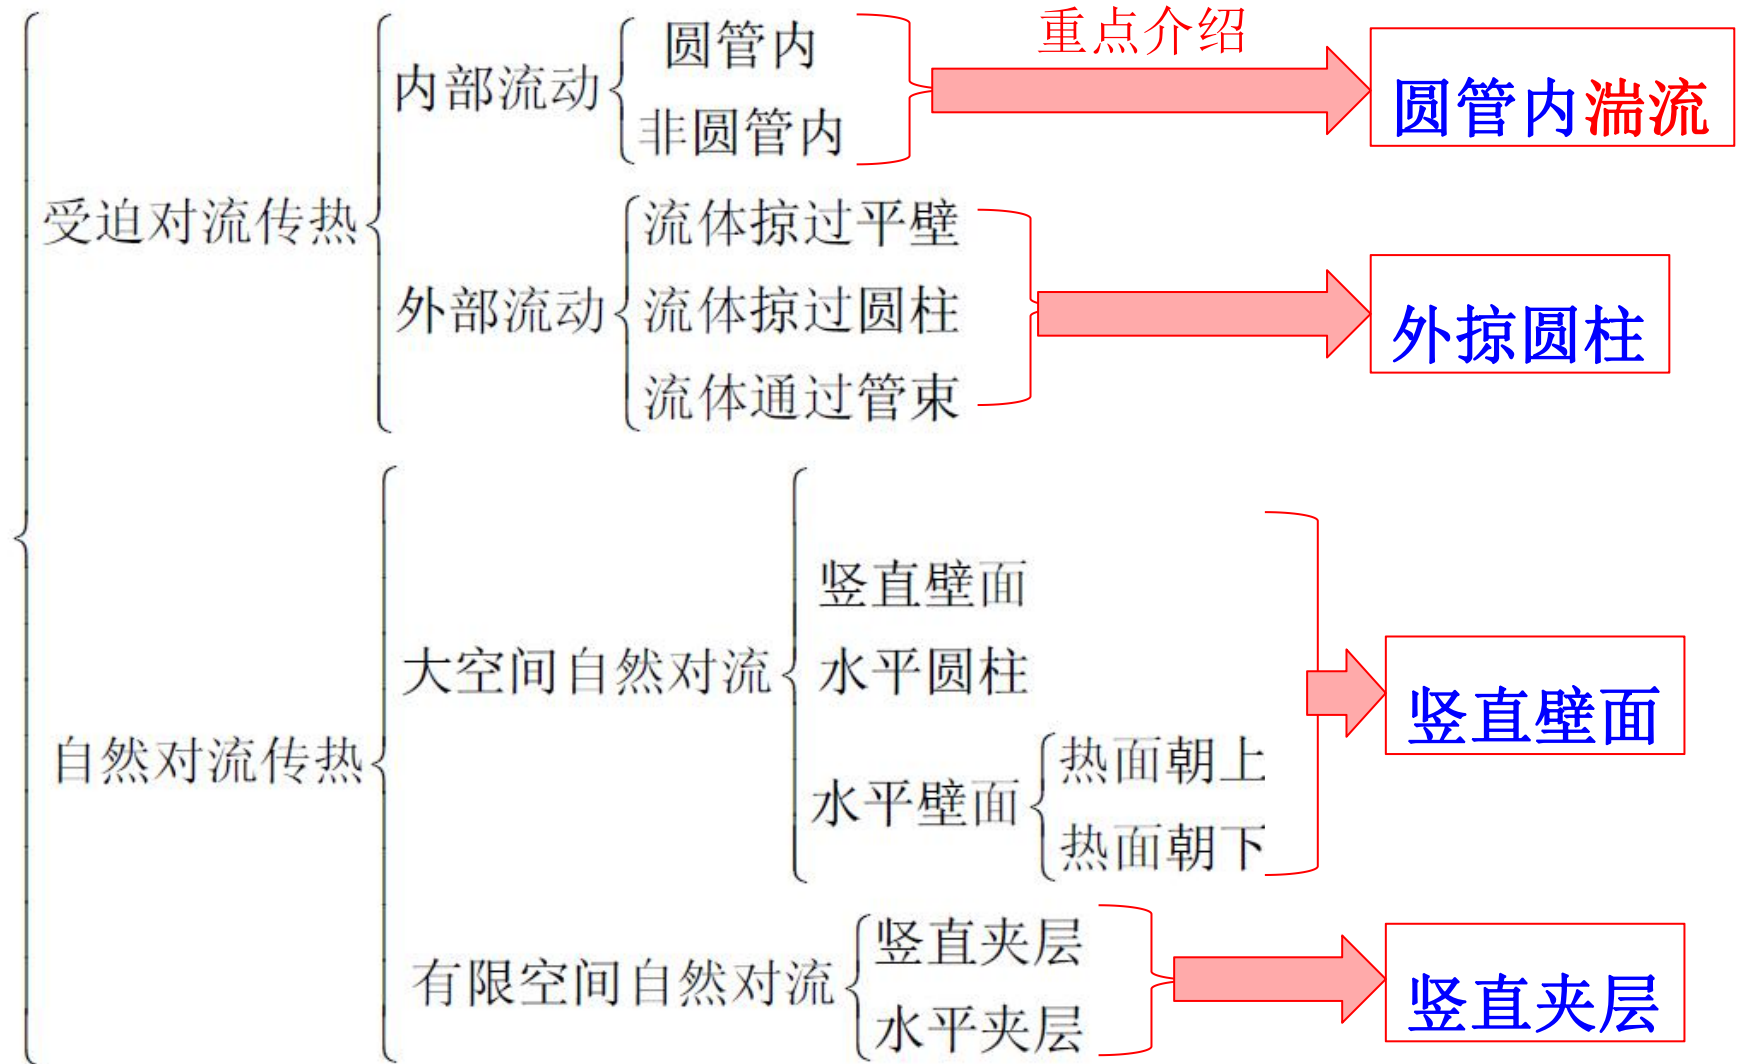 重点介绍
圆管内
内部流动
非圆管内
圆管内湍流
受迫对流传热
流体掠过平壁
外部流动
流体掠过圆柱
流体通过管束
外掠圆柱
竖直壁面
大空间自然对流
水平圆柱
竖直壁面
自然对流传热
热面朝上
水平壁面
热面朝下
竖直夹层
有限空间自然对流
水平夹层
竖直夹层